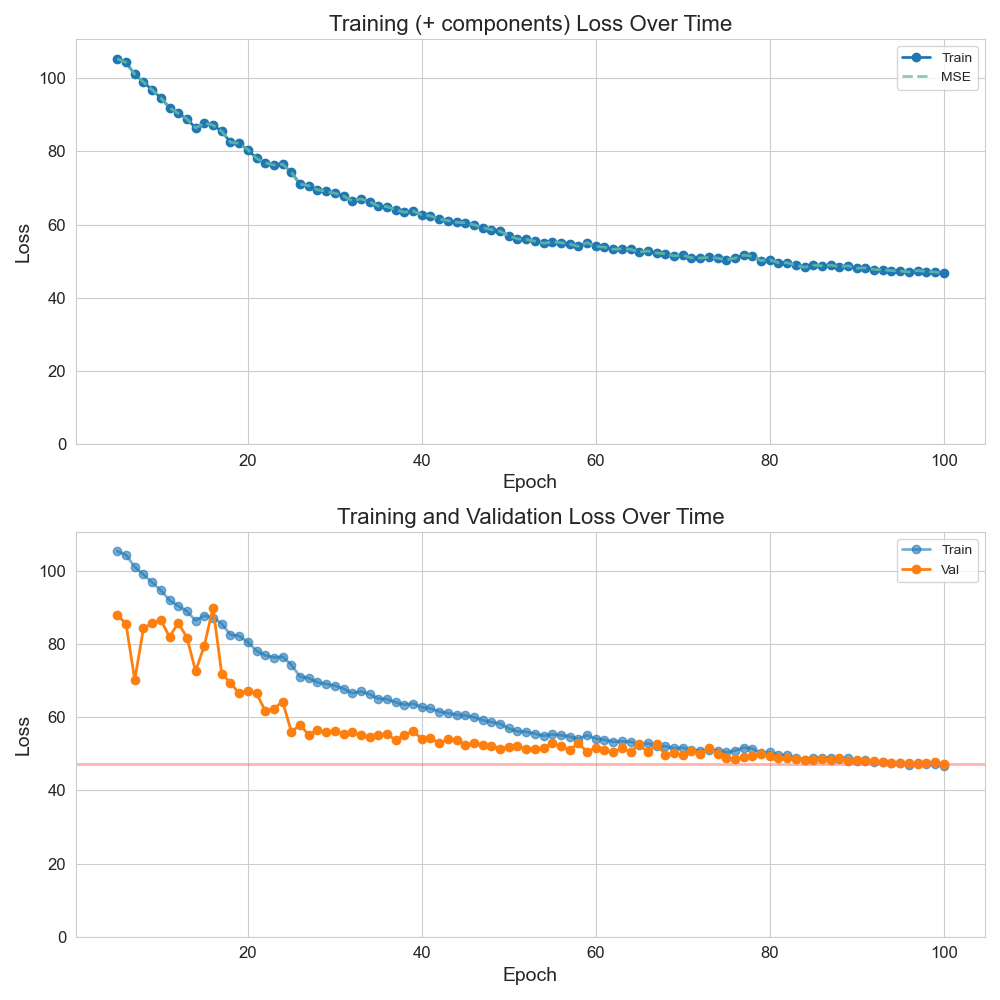 Training (+ components) Loss Over Time
Train
MSE
Loss
100
80
60
40
20
0
20 40 60 80 100
Epoch
Training and Validation Loss Over Time
Train
Val
Loss
100
80
60
40
20
0
20 40 60 80 100
Epoch